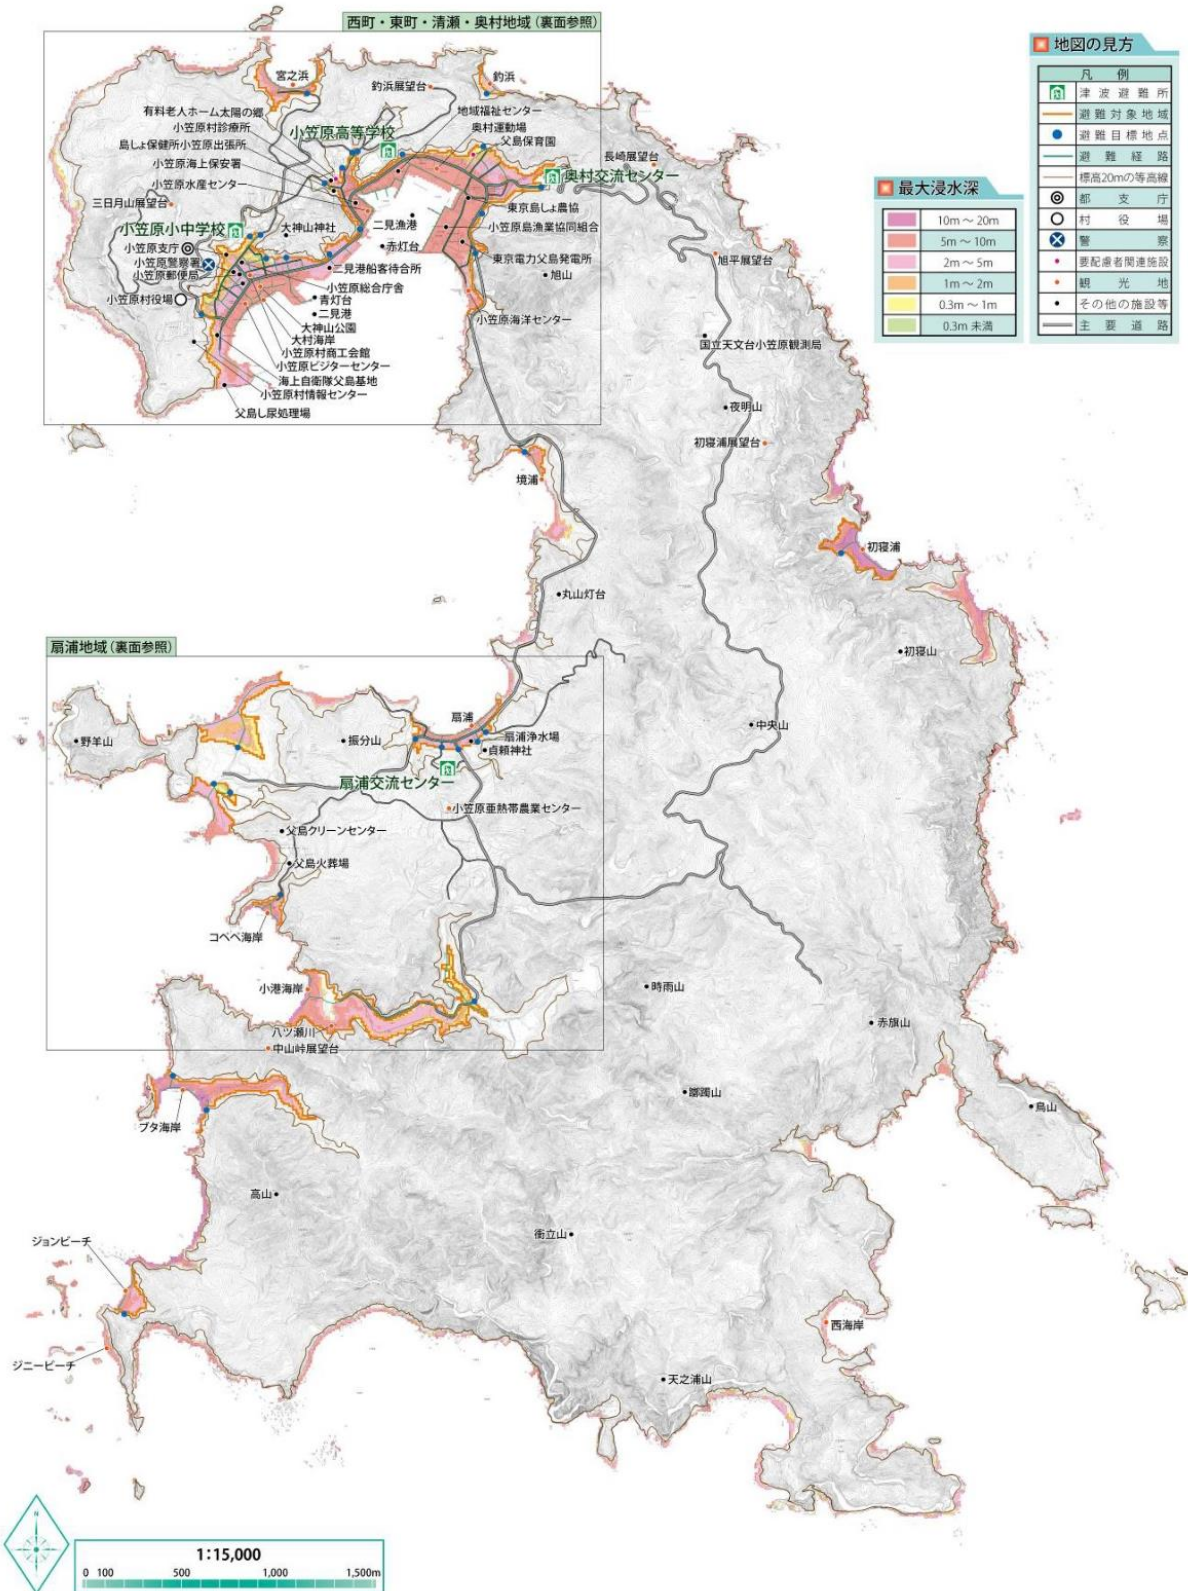 西町・東町・清瀬・奥村地域(裏面参照)
宮之浜
釣浜展望台
釣浜
有料老人ホーム太陽の郷
地域福祉センター
小笠原村診療所
小笠原高等学校
奥村運動場
島しょ保健所小笠原出張所
父島保育園
小笠原海上保安署
長崎展望台
小笠原水産センター
奥村交流センター
三日月山展望台
東京島しょ農協
小笠原小中学校
大神山神社
二見漁港
小笠原島漁業協同組合
小笠原支庁
赤灯台
小笠原警察署
東京電力父島発電所
旭平展望台
小笠原郵便局
二見港船客待合所
旭山
小笠原村役場
小笠原総合庁舎
青灯台
二見港
小笠原海洋センター
大神山公園
大村海岸
国立天文台小笠原観測局
小笠原村商工会館
小笠原ビジターセンター
海上自衛隊父島基地
小笠原村情報センター
父島し尿処理場
夜明山
初寝浦展望台
境浦
初寝浦
丸山灯台
初寝山
扇浦地域(裏面参照)
扇浦
中央山
野羊山
振分山
扇浦浄水場
貞頼神社
扇浦交流センター
小笠原亜熱帯農業センター
父島クリーンセンター
父島火葬場
コペペ海岸
小港海岸
時雨山
八ツ瀬川
赤旗山
中山峠展望台
躑躅山
鳥山
ブタ海岸
高山
衝立山
ジョンビーチ
西海岸
ジニービーチ
天之浦山
地図の見方
凡例
津波避難所
避難対象地域
避難目標地点
避難経路
標高20mの等高線
都支庁
村役場
警察
要配慮者関連施設
観光地
その他の施設等
主要道路
最大浸水深
10m～20m
5m～10m
2m～5m
1m～2m
0.3m～1m
0.3m 未満
N
1:15,000
0 100 500 1,000 1,500m